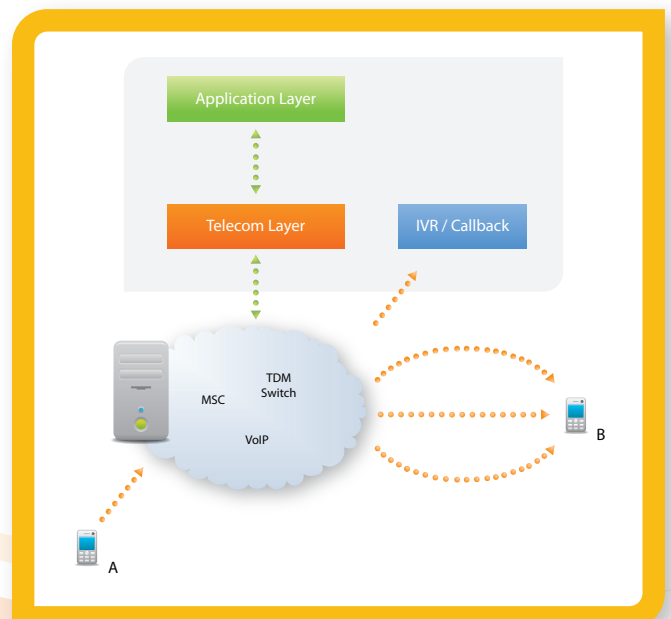 Application Layer
Telecom Layer
IVR / Callback
TDM
Switch
MSC
VoIP
B
A